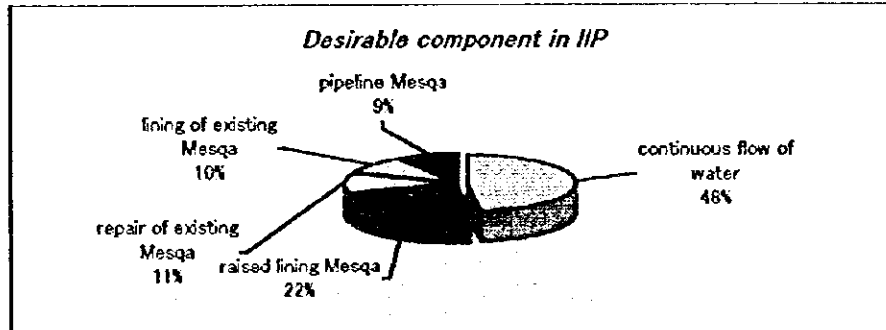 Desirable component in IIP
pipeline Mesqa
9%
lining of existing
Mesqa
10%
continuous flow of
water
48%
repair of existing
Mesqa
11%
raised lining Mesqa
22%